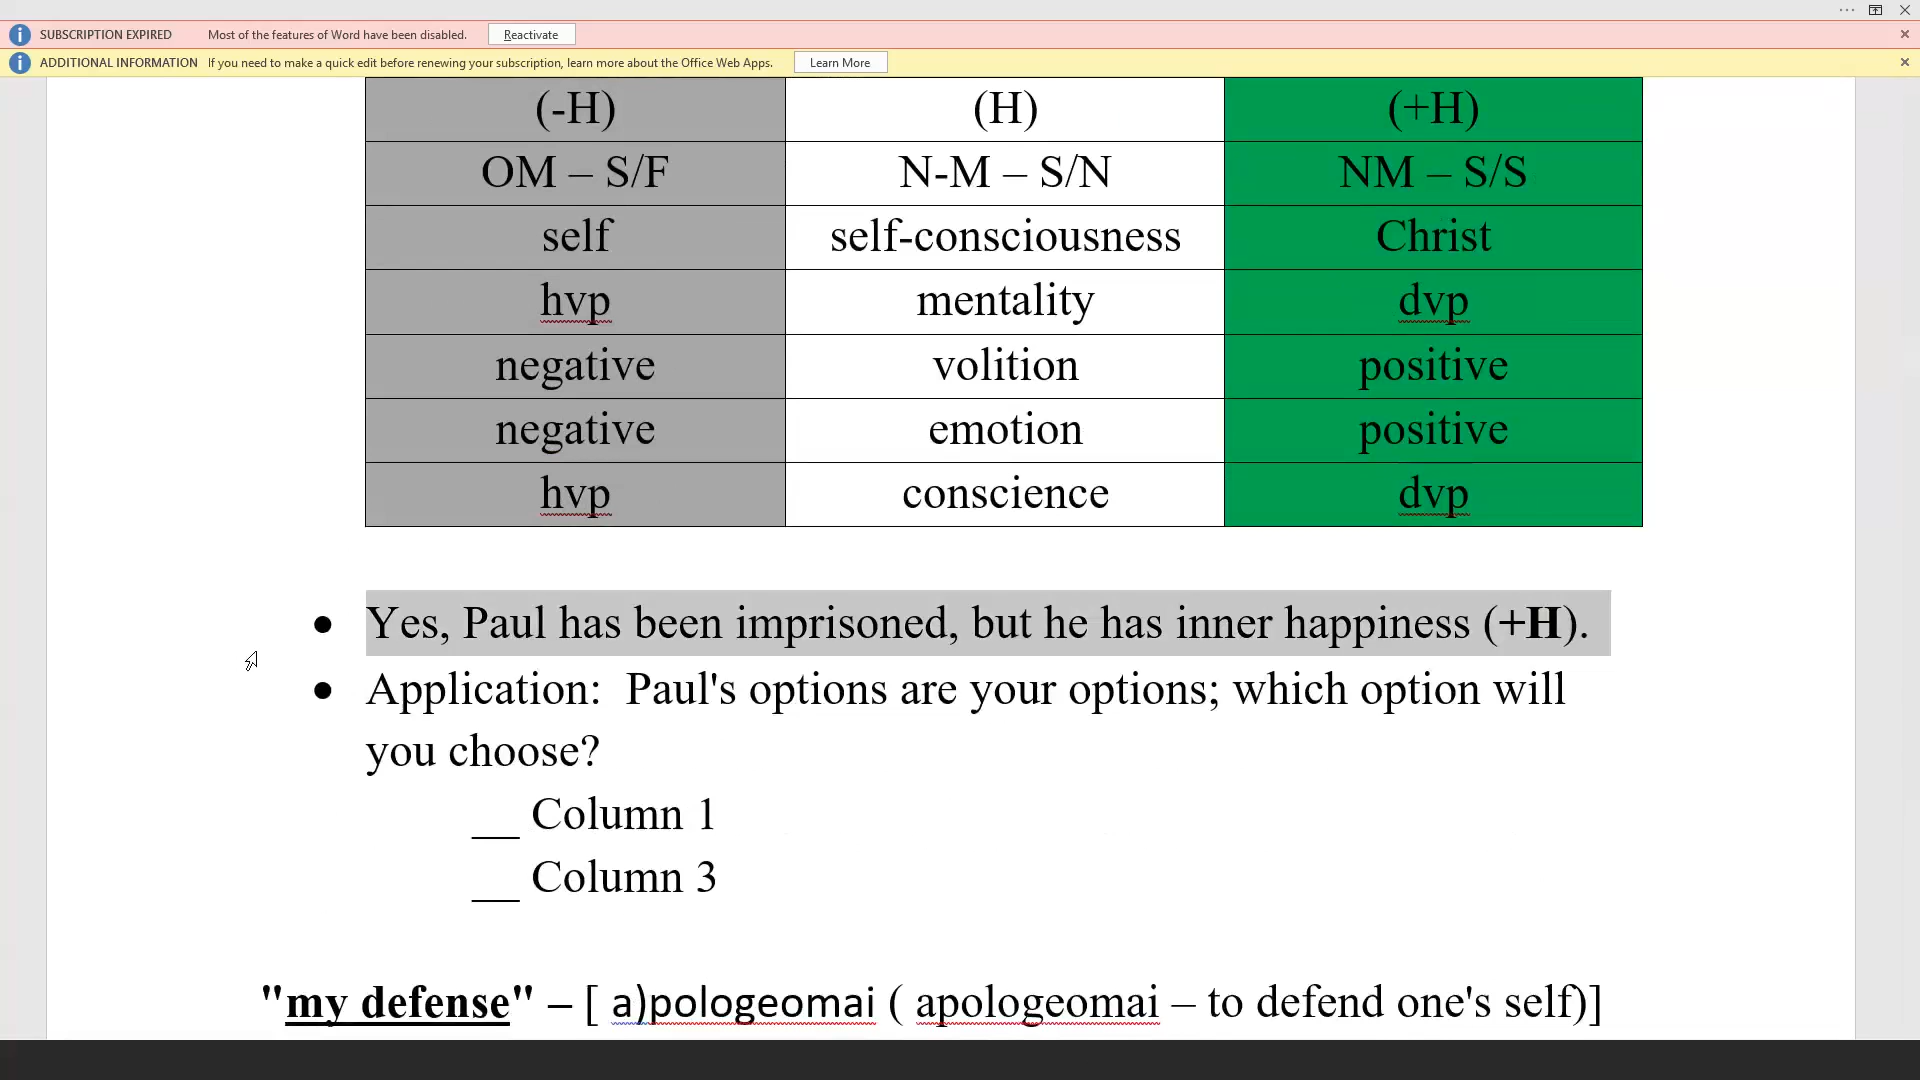 SUBSCRIPTION EXPIRED Most of the features of Word have been disabled. Reactivate
ADDITIONAL INFORMATION If you need to make a quick edit before renewing your subscription, learn more about the Office Web Apps. Learn More
(-H) (H) (+H)
OM – S/F N-M – S/N NM – S/S
self self-consciousness Christ
hvp mentality dvp
negative volition positive
negative emotion positive
hvp conscience dvp
• Yes, Paul has been imprisoned, but he has inner happiness (+H).
• Application:  Paul's options are your options; which option will
you choose?
__ Column 1
__ Column 3
"my defense" – [ a)pologeomai ( apologeomai – to defend one's self)]